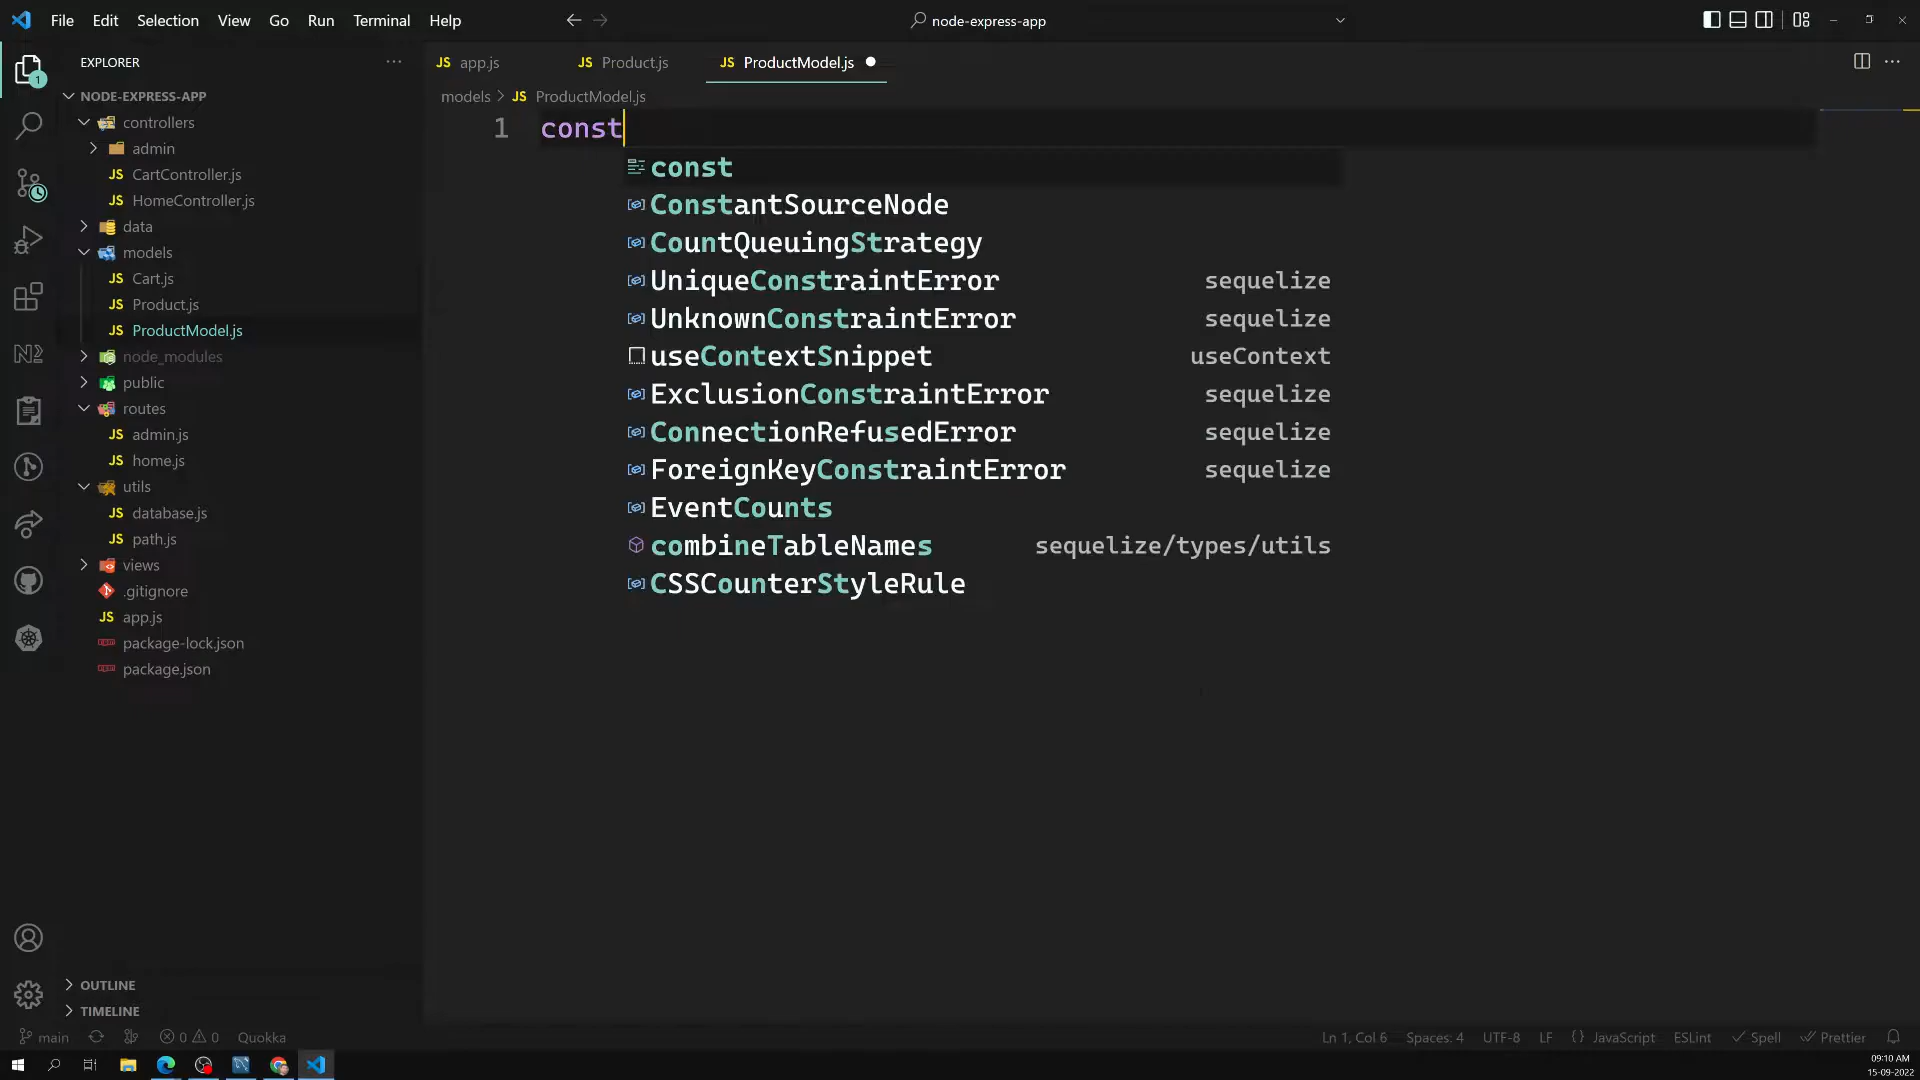 File Edit Selection View Go Run Terminal Help
node-express-app
EXPLORER
NODE-EXPRESS-APP
controllers
admin
JS CartController.js
JS HomeController.js
data
models
JS Cart.js
JS Product.js
JS ProductModel.js
node_modules
public
routes
JS admin.js
JS home.js
utils
JS database.js
JS path.js
views
.gitignore
JS app.js
package-lock.json
package.json
OUTLINE
TIMELINE
1
N2
JS app.js JS Product.js JS ProductModel.js
models > JS ProductModel.js
1 const
const
ConstantSourceNode
CountQueuingStrategy
UniqueConstraintError sequelize
UnknownConstraintError sequelize
useContextSnippet useContext
ExclusionConstraintError sequelize
ConnectionRefusedError sequelize
ForeignKeyConstraintError sequelize
EventCounts
combineTableNames sequelize/types/utils
CSSCounterStyleRule
main 0 0 Quokka Ln 1, Col 6 Spaces: 4 UTF-8 LF {} JavaScript ESLint Spell Prettier
09:10 AM
15-09-2022